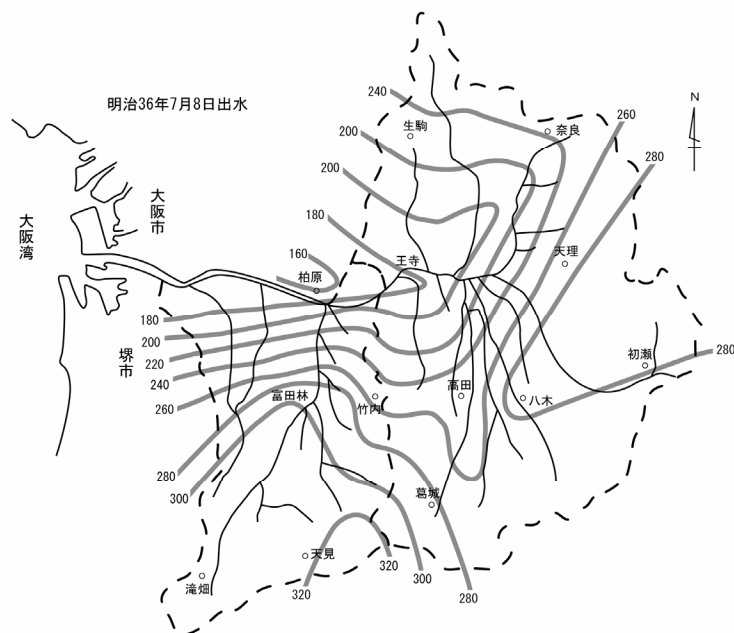 明治36年7月8日出水
N
240
生駒
奈良
260
200
280
200
大阪市
大阪湾
180
王寺
天理
160
柏原
180
200
堺市
220
240
260
初瀬
280
富田林
竹内
高田
八木
280
300
葛城
天見
320
320
300
280
滝畑